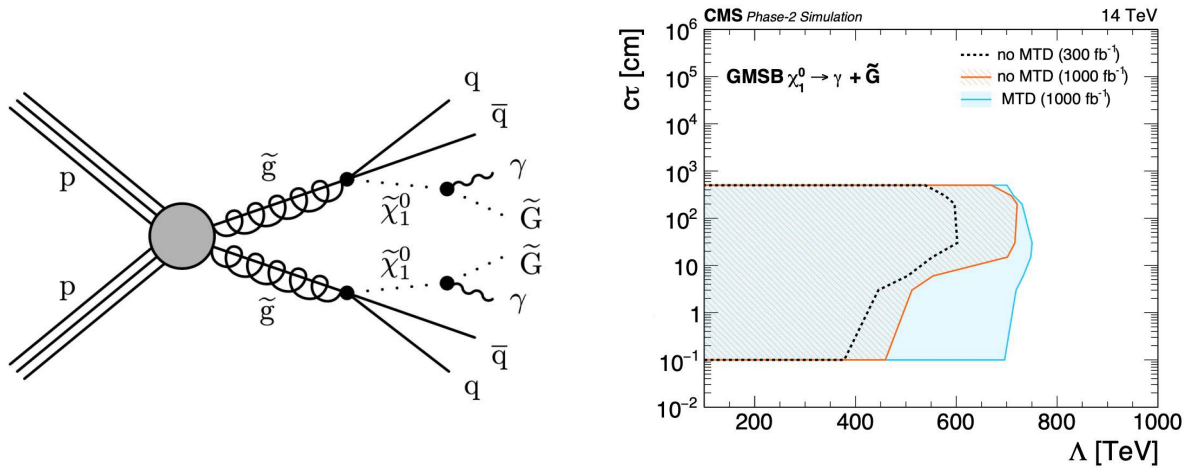 q
q̅
g̃
γ
p
χ̃₁⁰
G̃
χ̃₁⁰
G̃
p
γ
g̃
q̅
q
CMS Phase-2 Simulation 14 TeV
cτ [cm]
10⁶
10⁵
10⁴
10³
10²
10
1
10⁻¹
10⁻²
GMSB χ₁⁰ → γ + G̃
no MTD (300 fb⁻¹)
no MTD (1000 fb⁻¹)
MTD (1000 fb⁻¹)
200 400 600 800 1000
Λ [TeV]